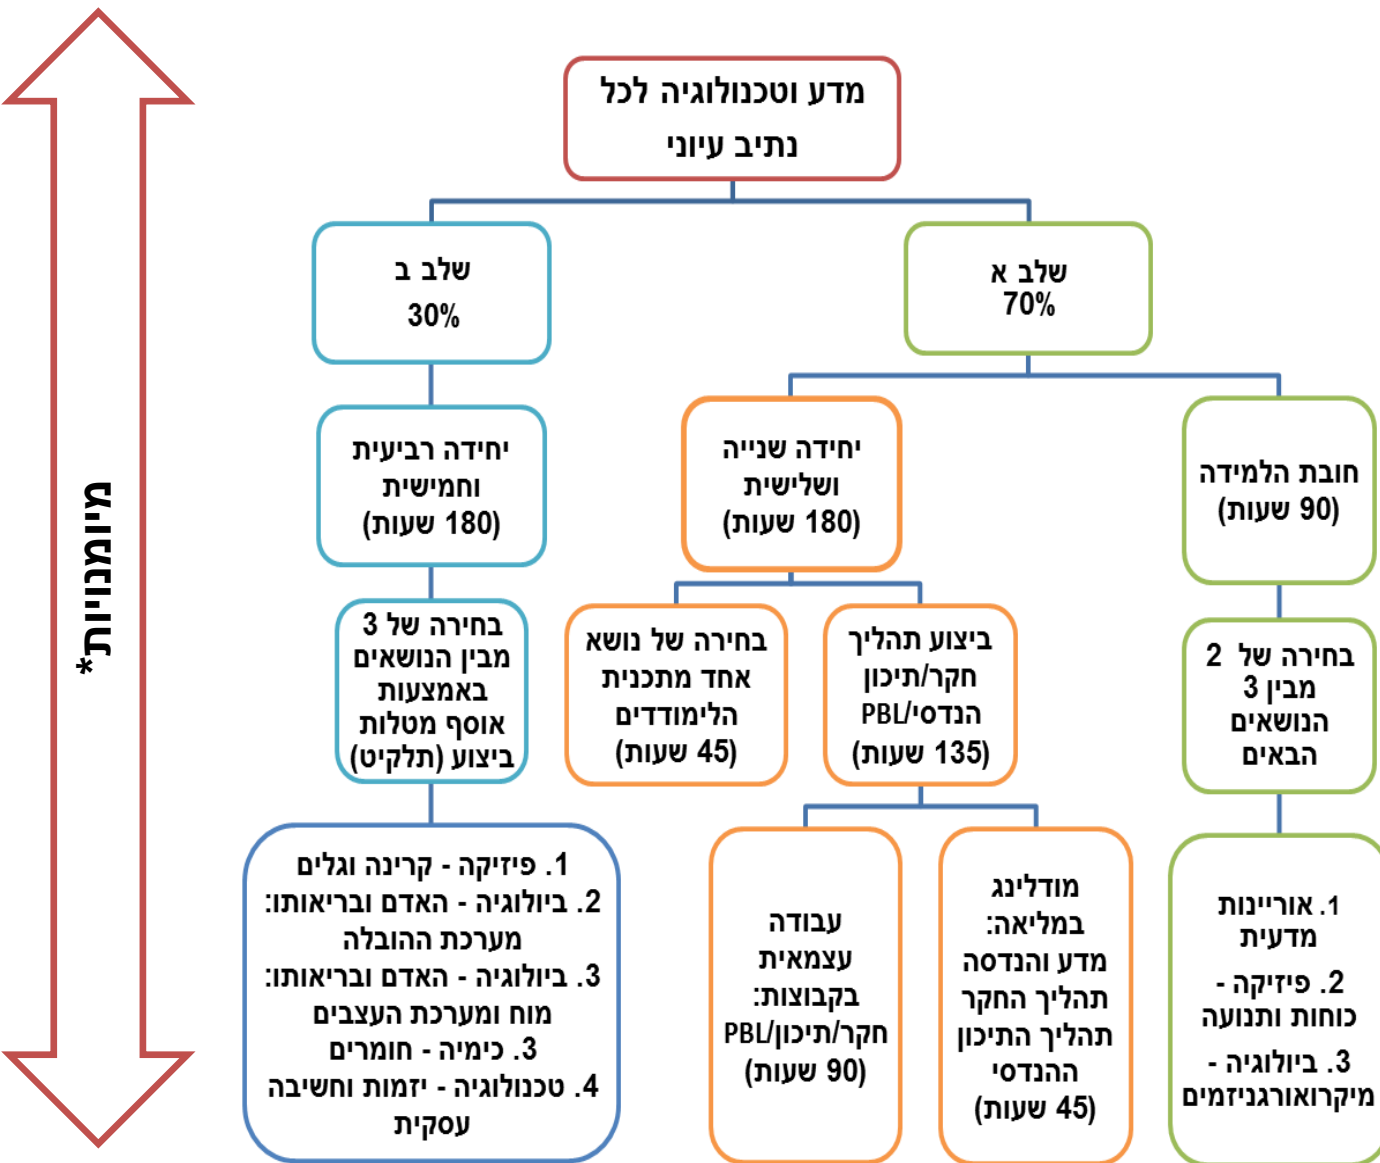 מדע וטכנולוגיה לכל
נתיב עיוני
שלב א
70%
שלב ב
30%
חובת הלמידה
(90 שעות)
יחידה שנייה
ושלישית
(180 שעות)
יחידה רביעית
וחמישית
(180 שעות)
בחירה של 2
מבין 3
הנושאים
הבאים
ביצוע תהליך
חקר/תיכון
הנדסי/PBL
(135 שעות)
בחירה של נושא
אחד מתכנית
הלימודדים
(45 שעות)
בחירה של 3
מבין הנושאים
באמצעות
אוסף מטלות
ביצוע (תלקיט)
1. אוריינות
מדעית
2. פיזיקה -
כוחות ותנועה
3. ביולוגיה -
מיקרואורגניזמים
מודלינג
במליאה:
מדע והנדסה
תהליך החקר
תהליך התיכון
ההנדסי
(45 שעות)
עבודה
עצמאית
בקבוצות:
חקר/תיכון/PBL
(90 שעות)
1. פיזיקה - קרינה וגלים
2. ביולוגיה - האדם ובריאותו:
מערכת ההובלה
3. ביולוגיה - האדם ובריאותו:
מוח ומערכת העצבים
3. כימיה - חומרים
4. טכנולוגיה - יזמות וחשיבה
עסקית
מיומנויות*